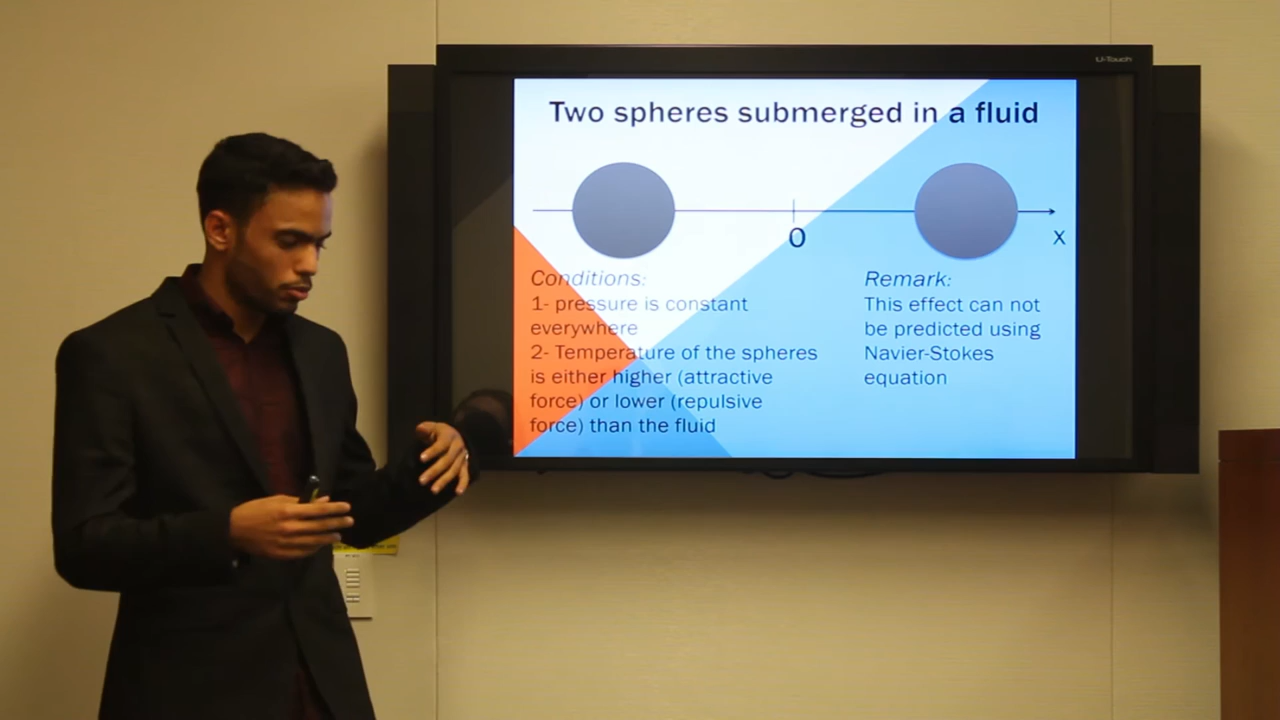 U-Touch
Two spheres submerged in a fluid
0
x
Conditions:
1- pressure is constant
everywhere
2- Temperature of the spheres
is either higher (attractive
force) or lower (repulsive
force) than the fluid
Remark:
This effect can not
be predicted using
Navier-Stokes
equation